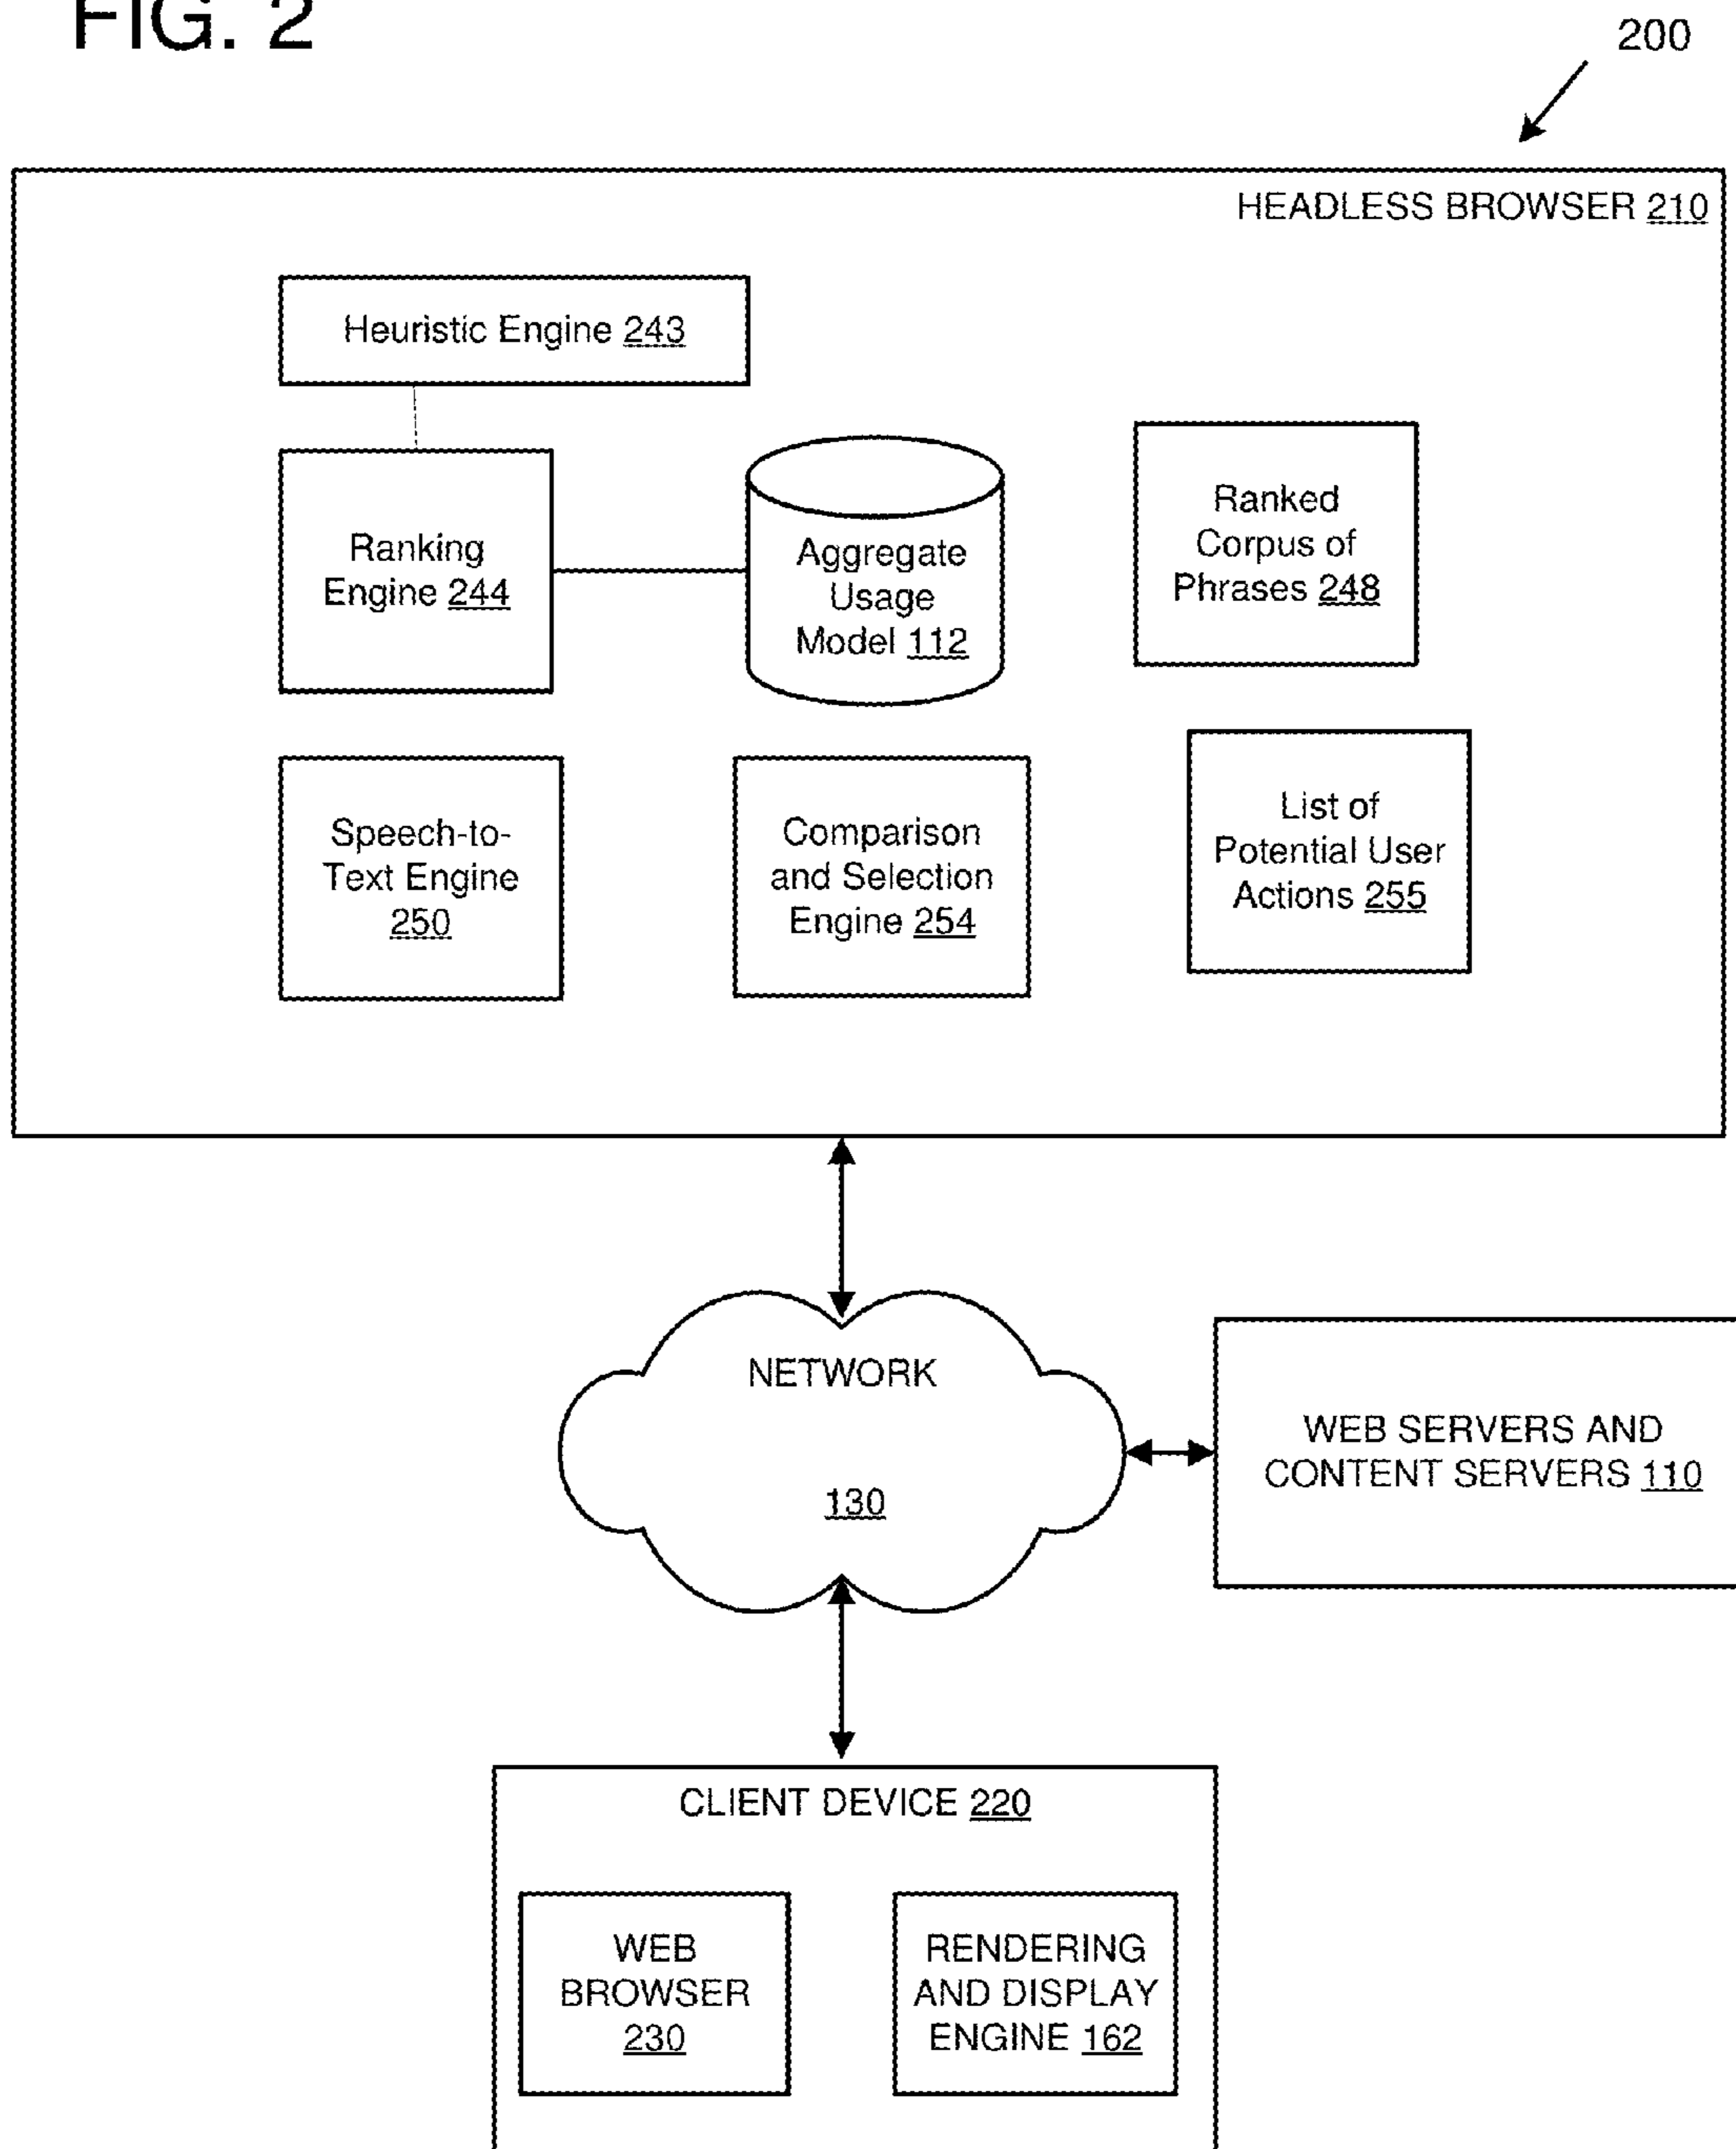 FIG. 2
200
HEADLESS BROWSER 210
Heuristic Engine 243
Ranking
Engine 244
Aggregate
Usage
Model 112
Ranked
Corpus of
Phrases 248
Speech-to-
Text Engine
250
Comparison
and Selection
Engine 254
List of
Potential User
Actions 255
NETWORK
130
WEB SERVERS AND
CONTENT SERVERS 110
CLIENT DEVICE 220
WEB
BROWSER
230
RENDERING
AND DISPLAY
ENGINE 162